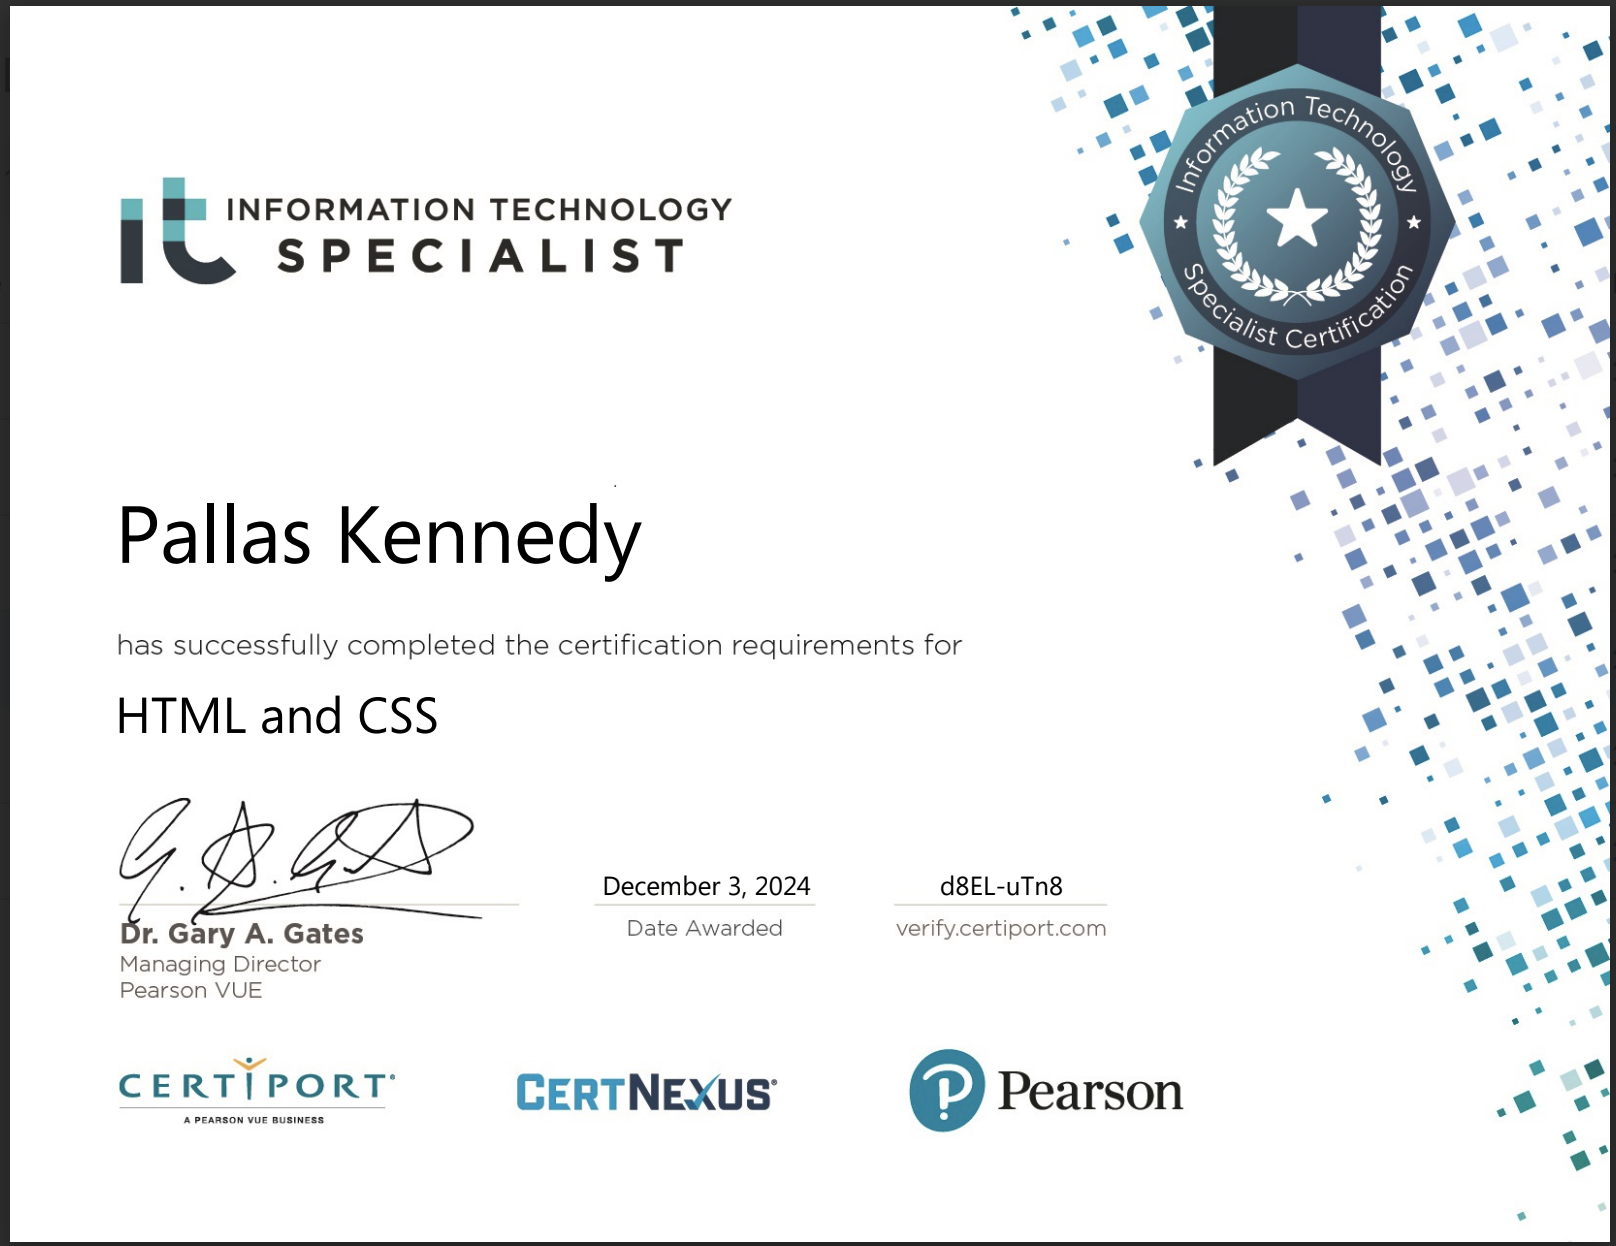 Information Technology
Specialist Certification
it INFORMATION TECHNOLOGY
SPECIALIST
Pallas Kennedy
has successfully completed the certification requirements for
HTML and CSS
G. A. Gates
December 3, 2024
d8EL-uTn8
Dr. Gary A. Gates
Date Awarded
verify.certiport.com
Managing Director
Pearson VUE
CERTIPORT®
A PEARSON VUE BUSINESS
CERTNEXUS®
P Pearson